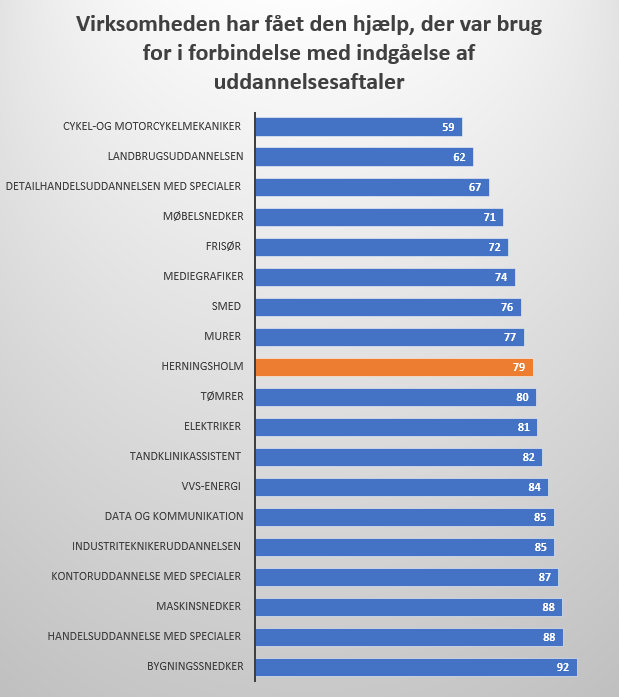 Virksomheden har fået den hjælp, der var brug
for i forbindelse med indgåelse af
uddannelsesaftaler
CYKEL-OG MOTORCYKELMEKANIKER 59
LANDBRUGSUDDANNELSEN 62
DETAILHANDELSUDDANNELSEN MED SPECIALER 67
MØBELSNEDKER 71
FRISØR 72
MEDIEGRAFIKER 74
SMED 76
MURER 77
HERNINGSHOLM 79
TØMRER 80
ELEKTRIKER 81
TANDKLINIKASSISTENT 82
VVS-ENERGI 84
DATA OG KOMMUNIKATION 85
INDUSTRITEKNIKERUDDANNELSEN 85
KONTORUDDANNELSE MED SPECIALER 87
MASKINSNEDKER 88
HANDELSUDDANNELSE MED SPECIALER 88
BYGNINGSSNEDKER 92